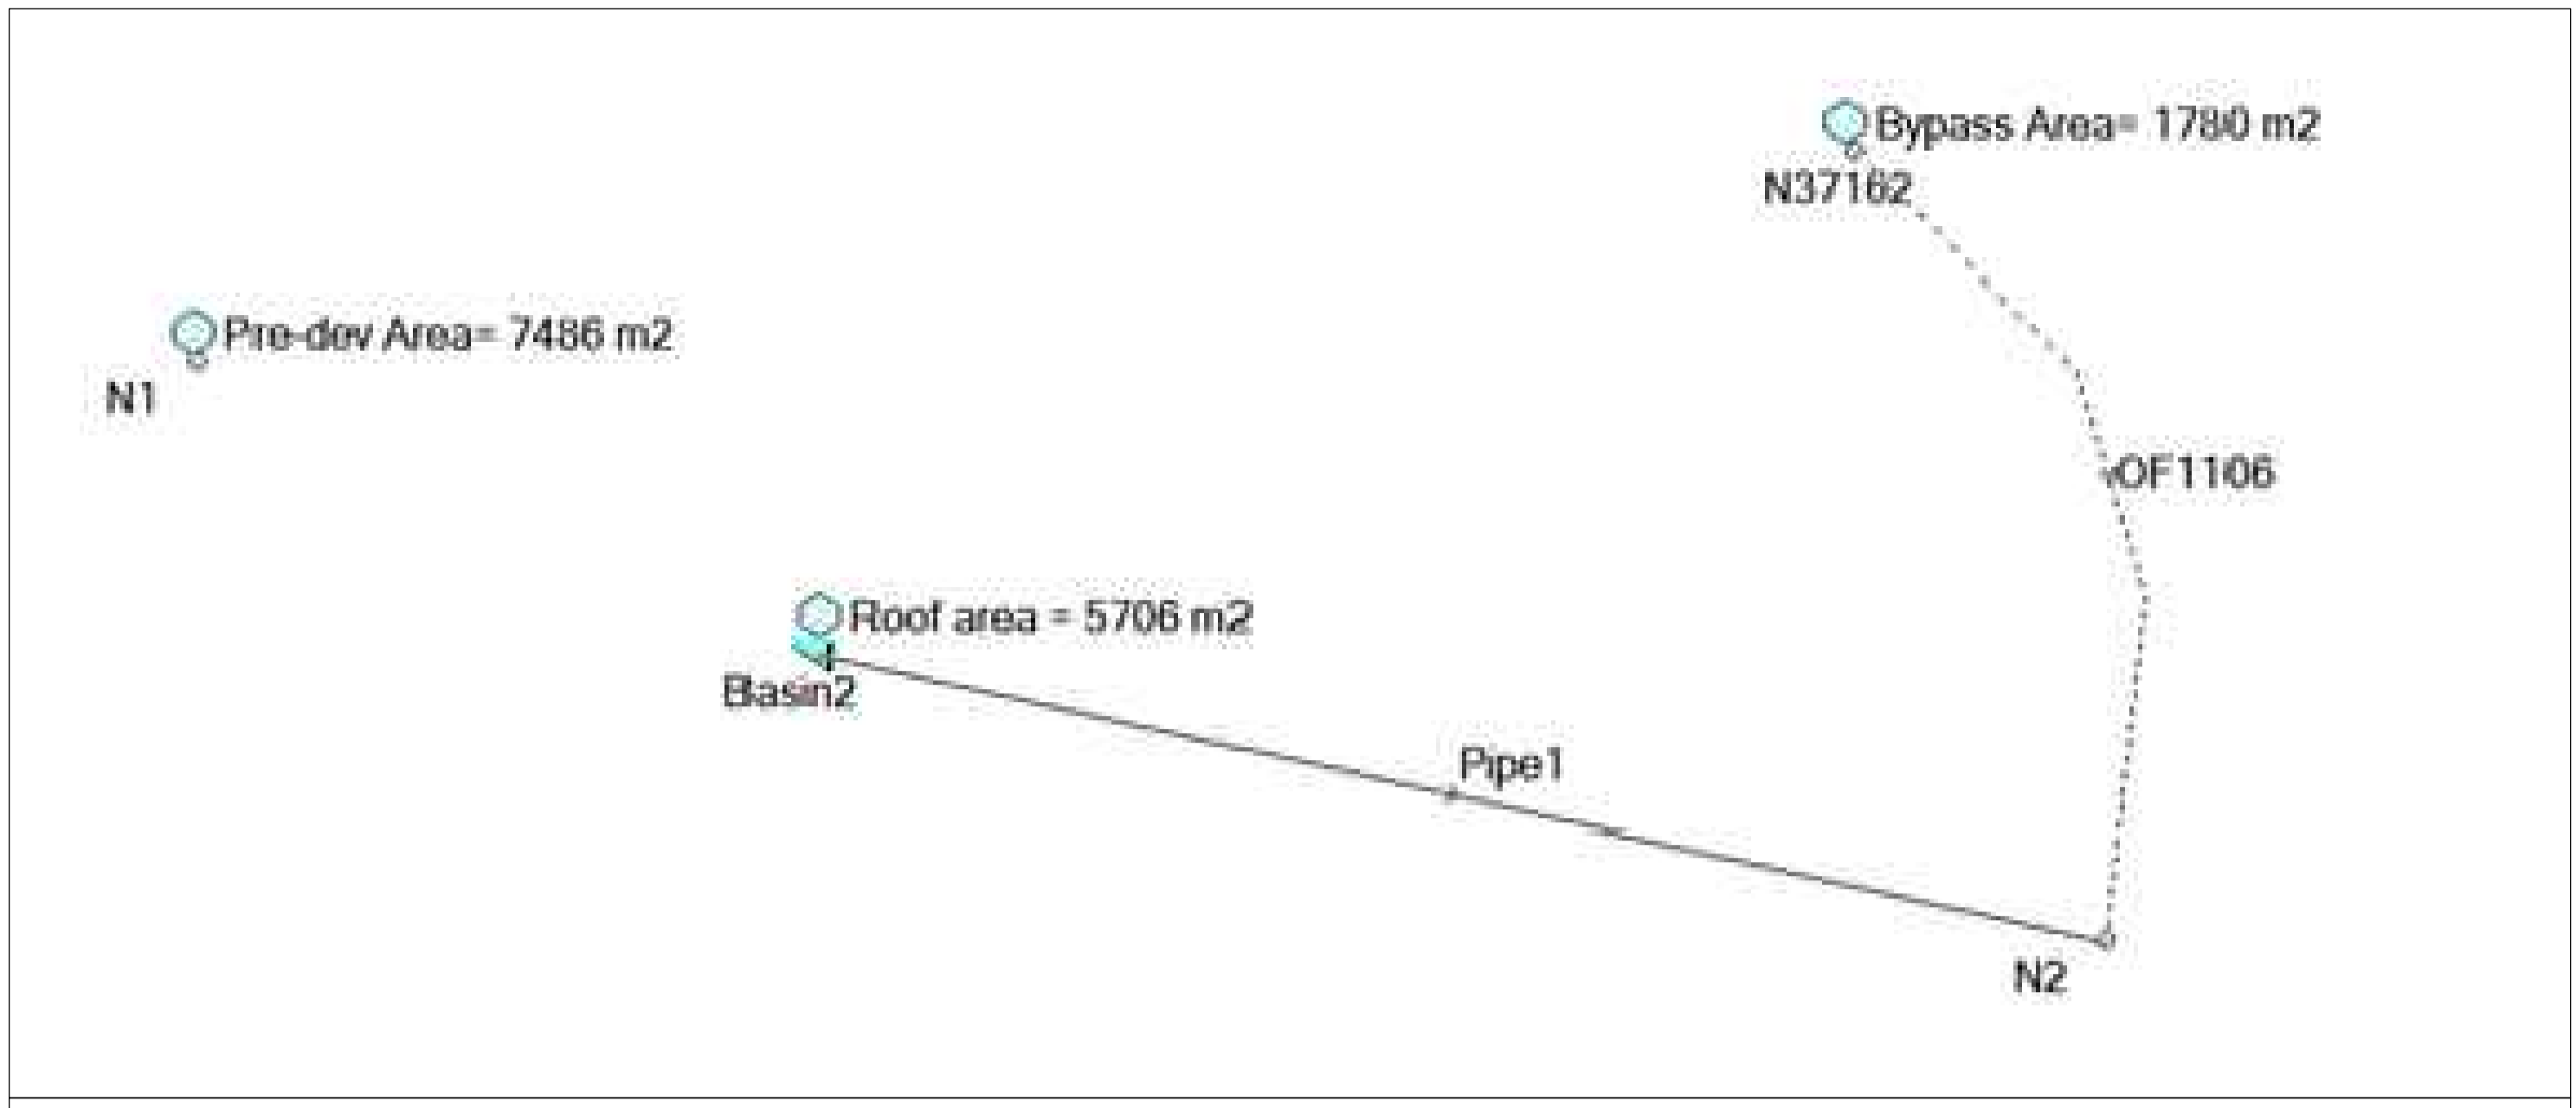 Bypass Area= 1780 m2
N37162
Pre-dev Area= 7486 m2
N1
OF1106
Roof area = 5706 m2
Basin2
Pipe1
N2